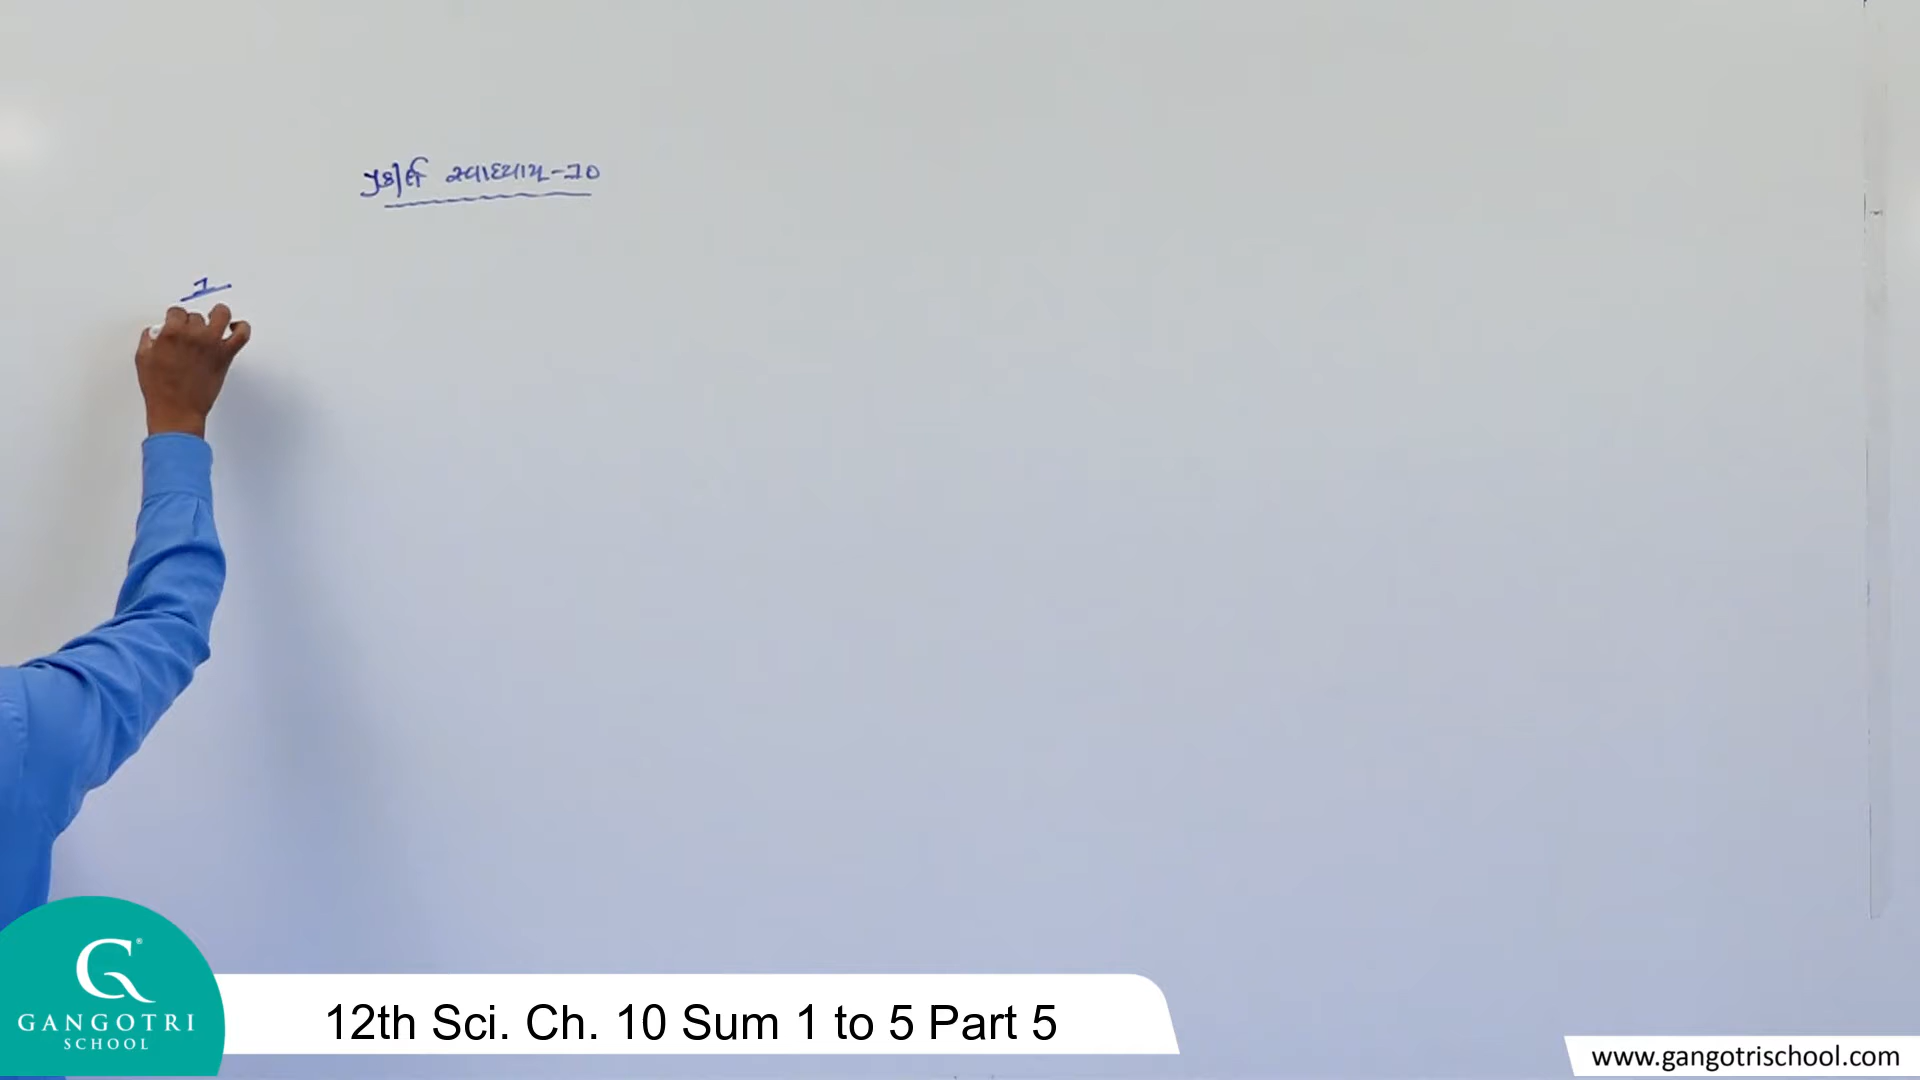 પ્રકીર્ણ સ્વાધ્યાય-10
1
G®
GANGOTRI
SCHOOL
12th Sci. Ch. 10 Sum 1 to 5 Part 5
www.gangotrischool.com